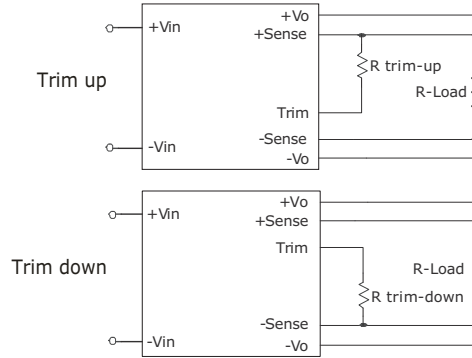 +Vo
+Vin
+Sense
R trim-up
Trim up
R-Load
Trim
-Sense
-Vin
-Vo
+Vo
+Vin
+Sense
Trim
Trim down
R-Load
R trim-down
-Sense
-Vin
-Vo